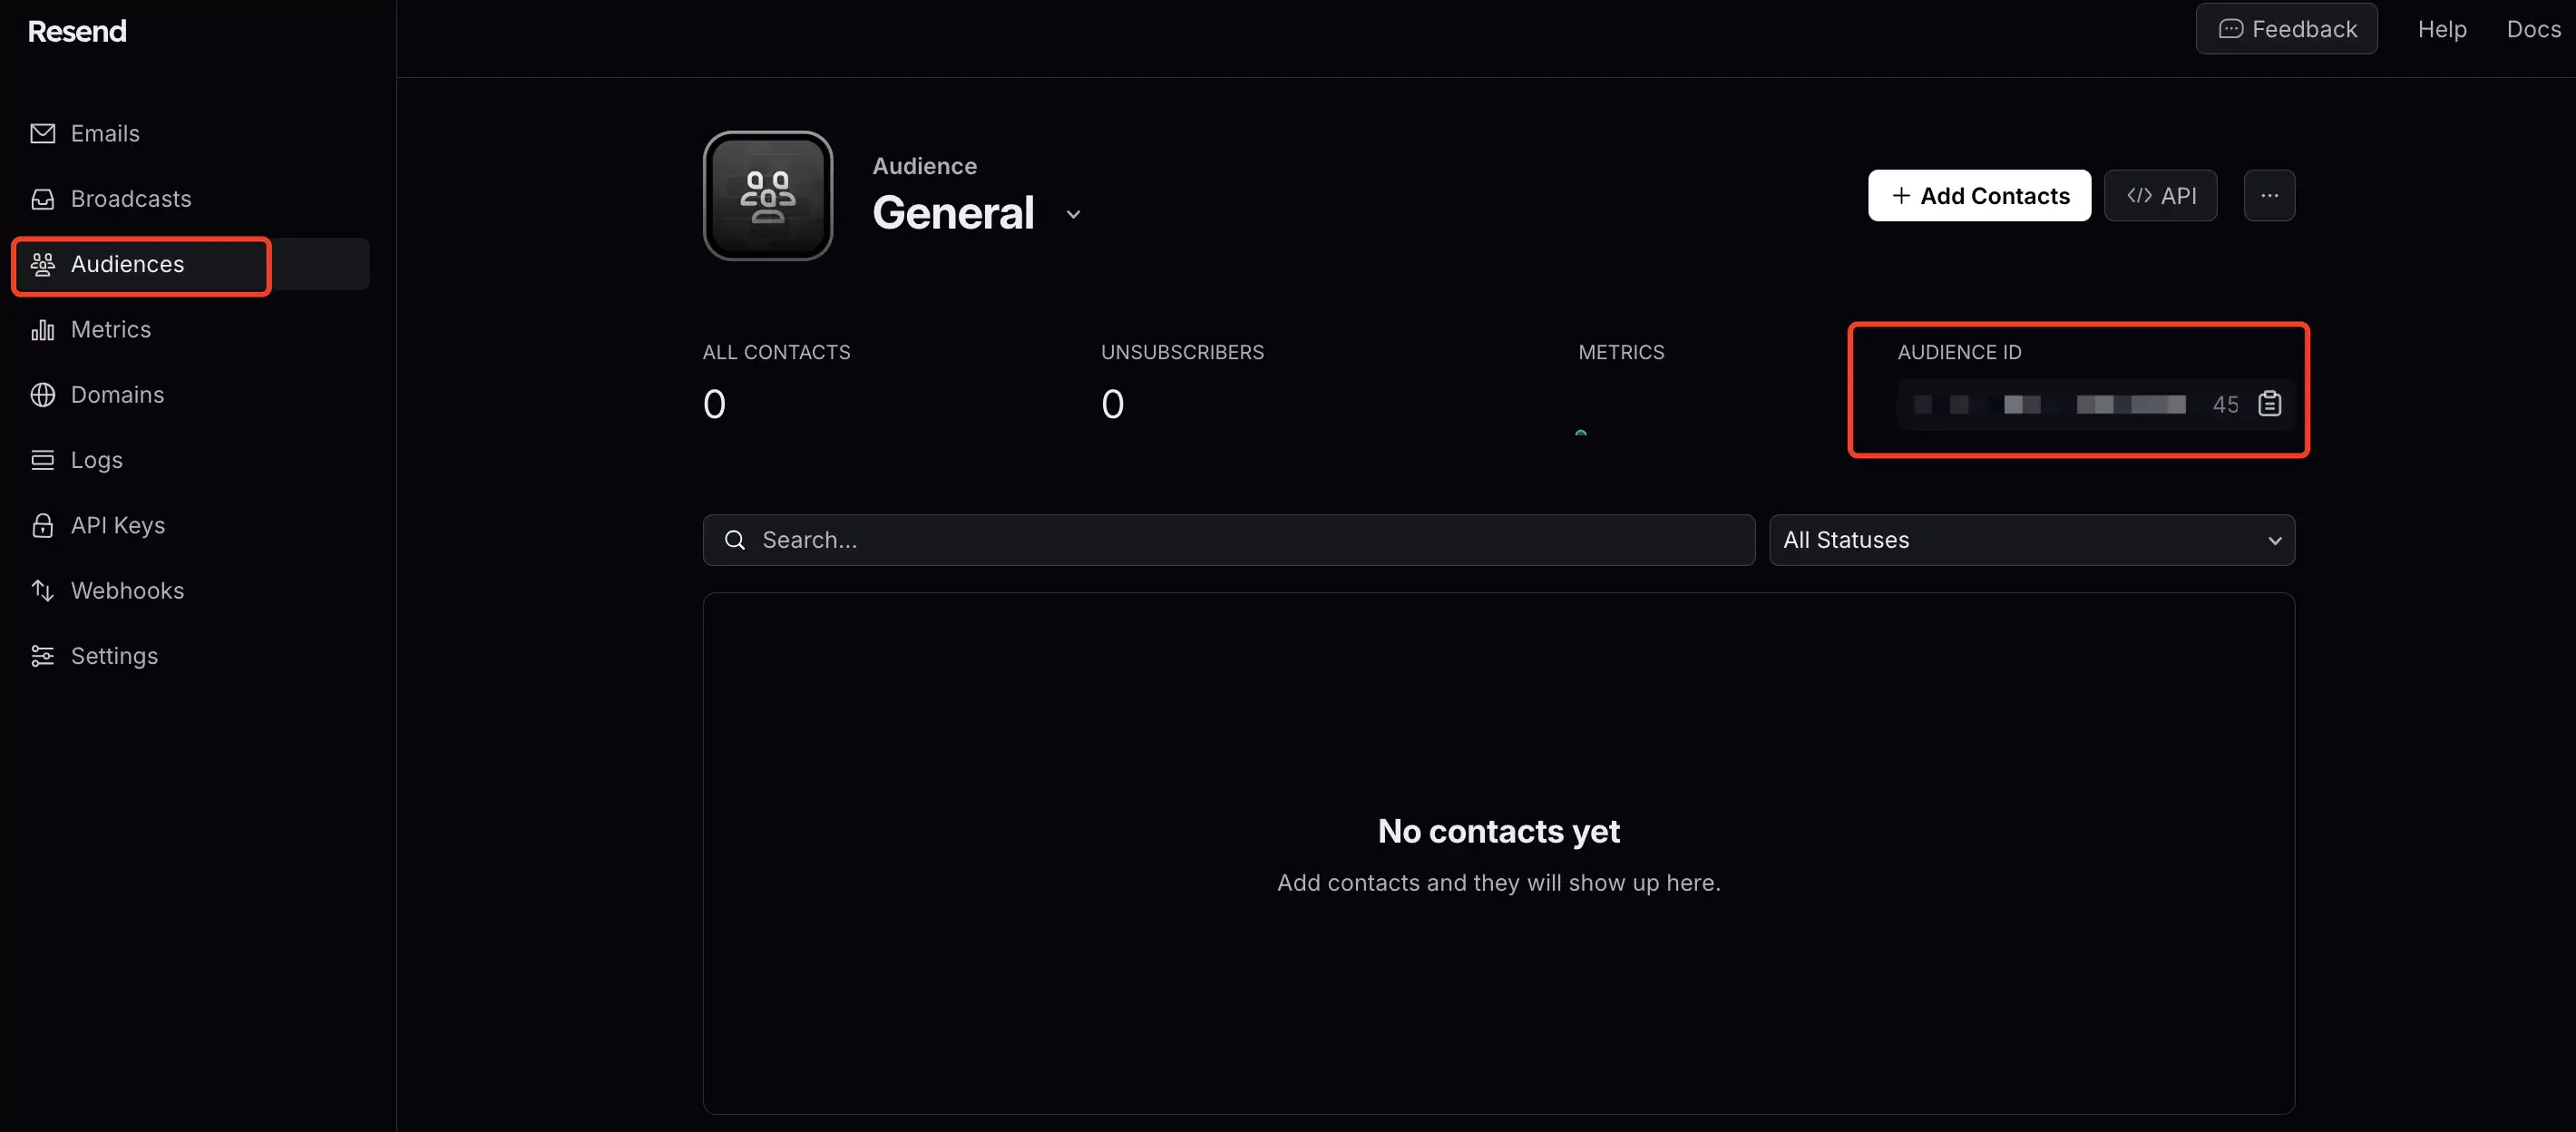 Resend
Feedback
Help
Docs
Emails
Broadcasts
Audiences
Metrics
Domains
Logs
API Keys
Webhooks
Settings
Audience
General
+ Add Contacts
</> API
...
ALL CONTACTS
0
UNSUBSCRIBERS
0
METRICS
AUDIENCE ID
45
Search...
All Statuses
No contacts yet
Add contacts and they will show up here.